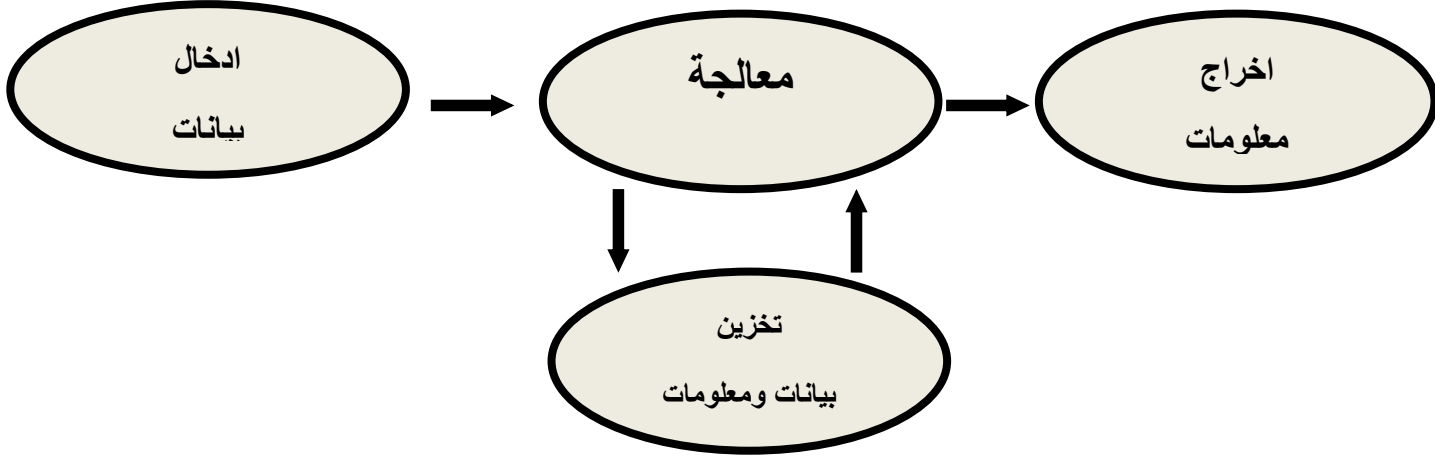 ادخال
بيانات
معالجة
اخراج
معلومات
تخزين
بيانات ومعلومات